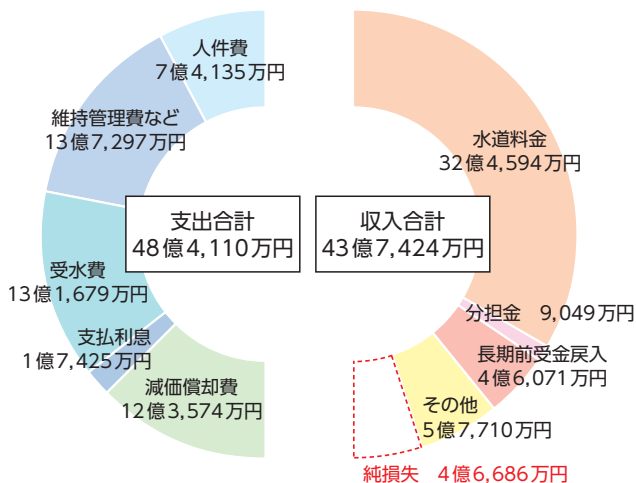 人件費
7億4,135万円
維持管理費など
13億7,297万円
受水費
13億1,679万円
支払利息
1億7,425万円
減価償却費
12億3,574万円
支出合計
48億4,110万円
収入合計
43億7,424万円
水道料金
32億4,594万円
分担金 9,049万円
長期前受金戻入
4億6,071万円
その他
5億7,710万円
純損失 4億6,686万円